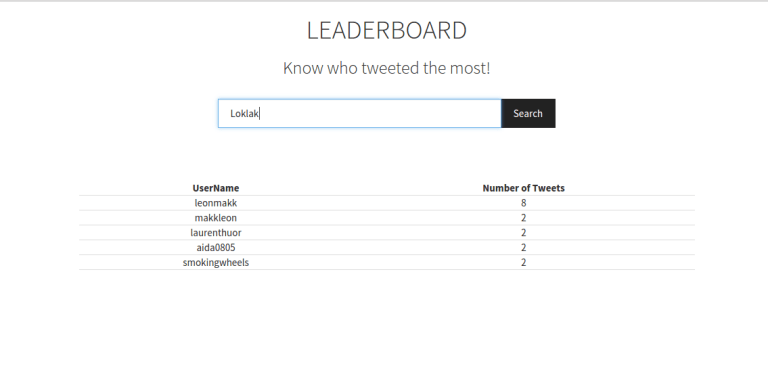 LEADERBOARD
Know who tweeted the most!
Loklak Search
UserName Number of Tweets
leonmakk 8
makkleon 2
laurenthuor 2
aida0805 2
smokingwheels 2